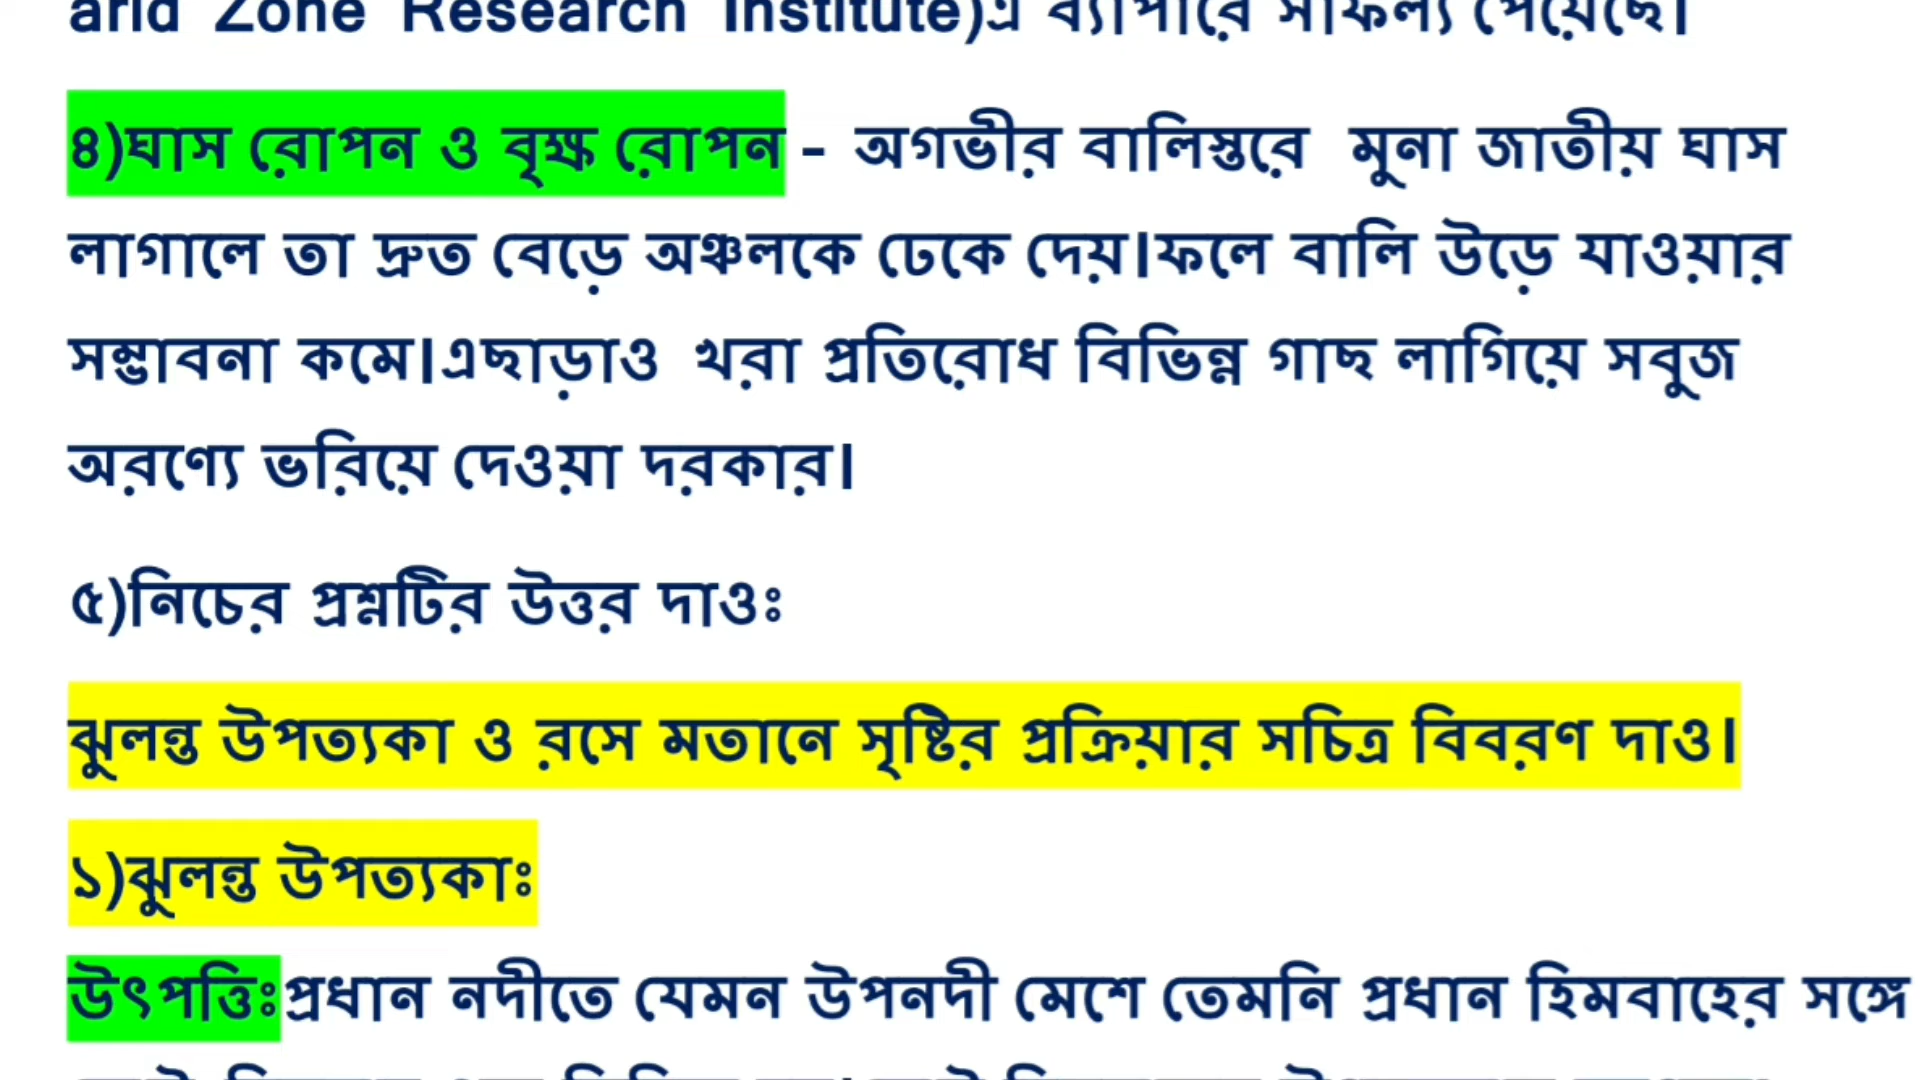 arid Zone Research Institute)এ ব্যাপারে সাফল্য পেয়েছে।
৪)ঘাস রোপন ও বৃক্ষ রোপন - অগভীর বালিস্তরে মুনা জাতীয় ঘাস
লাগালে তা দ্রুত বেড়ে অঞ্চলকে ঢেকে দেয়।ফলে বালি উড়ে যাওয়ার
সম্ভাবনা কমে।এছাড়াও খরা প্রতিরোধ বিভিন্ন গাছ লাগিয়ে সবুজ
অরণ্যে ভরিয়ে দেওয়া দরকার।
৫)নিচের প্রশ্নটির উত্তর দাওঃ
ঝুলন্ত উপত্যকা ও রসে মতানে সৃষ্টির প্রক্রিয়ার সচিত্র বিবরণ দাও।
১)ঝুলন্ত উপত্যকাঃ
উৎপত্তিঃপ্রধান নদীতে যেমন উপনদী মেশে তেমনি প্রধান হিমবাহের সঙ্গে